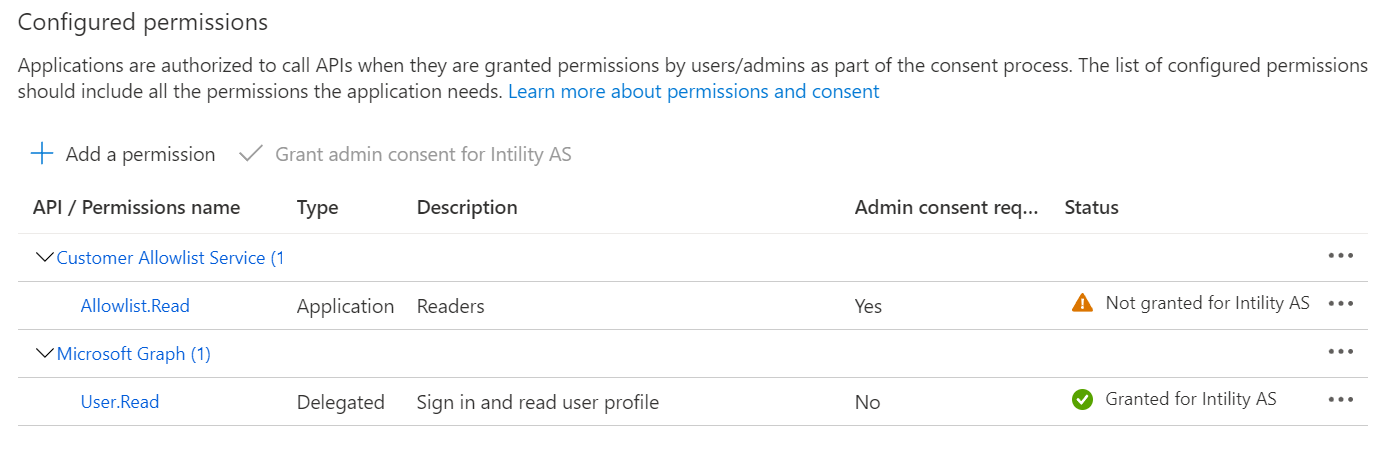 Configured permissions
Applications are authorized to call APIs when they are granted permissions by users/admins as part of the consent process. The list of configured permissions
should include all the permissions the application needs. Learn more about permissions and consent
Add a permission Grant admin consent for Intility AS
API / Permissions name Type Description Admin consent req... Status
Customer Allowlist Service (1 ...
Allowlist.Read Application Readers Yes Not granted for Intility AS ...
Microsoft Graph (1) ...
User.Read Delegated Sign in and read user profile No Granted for Intility AS ...